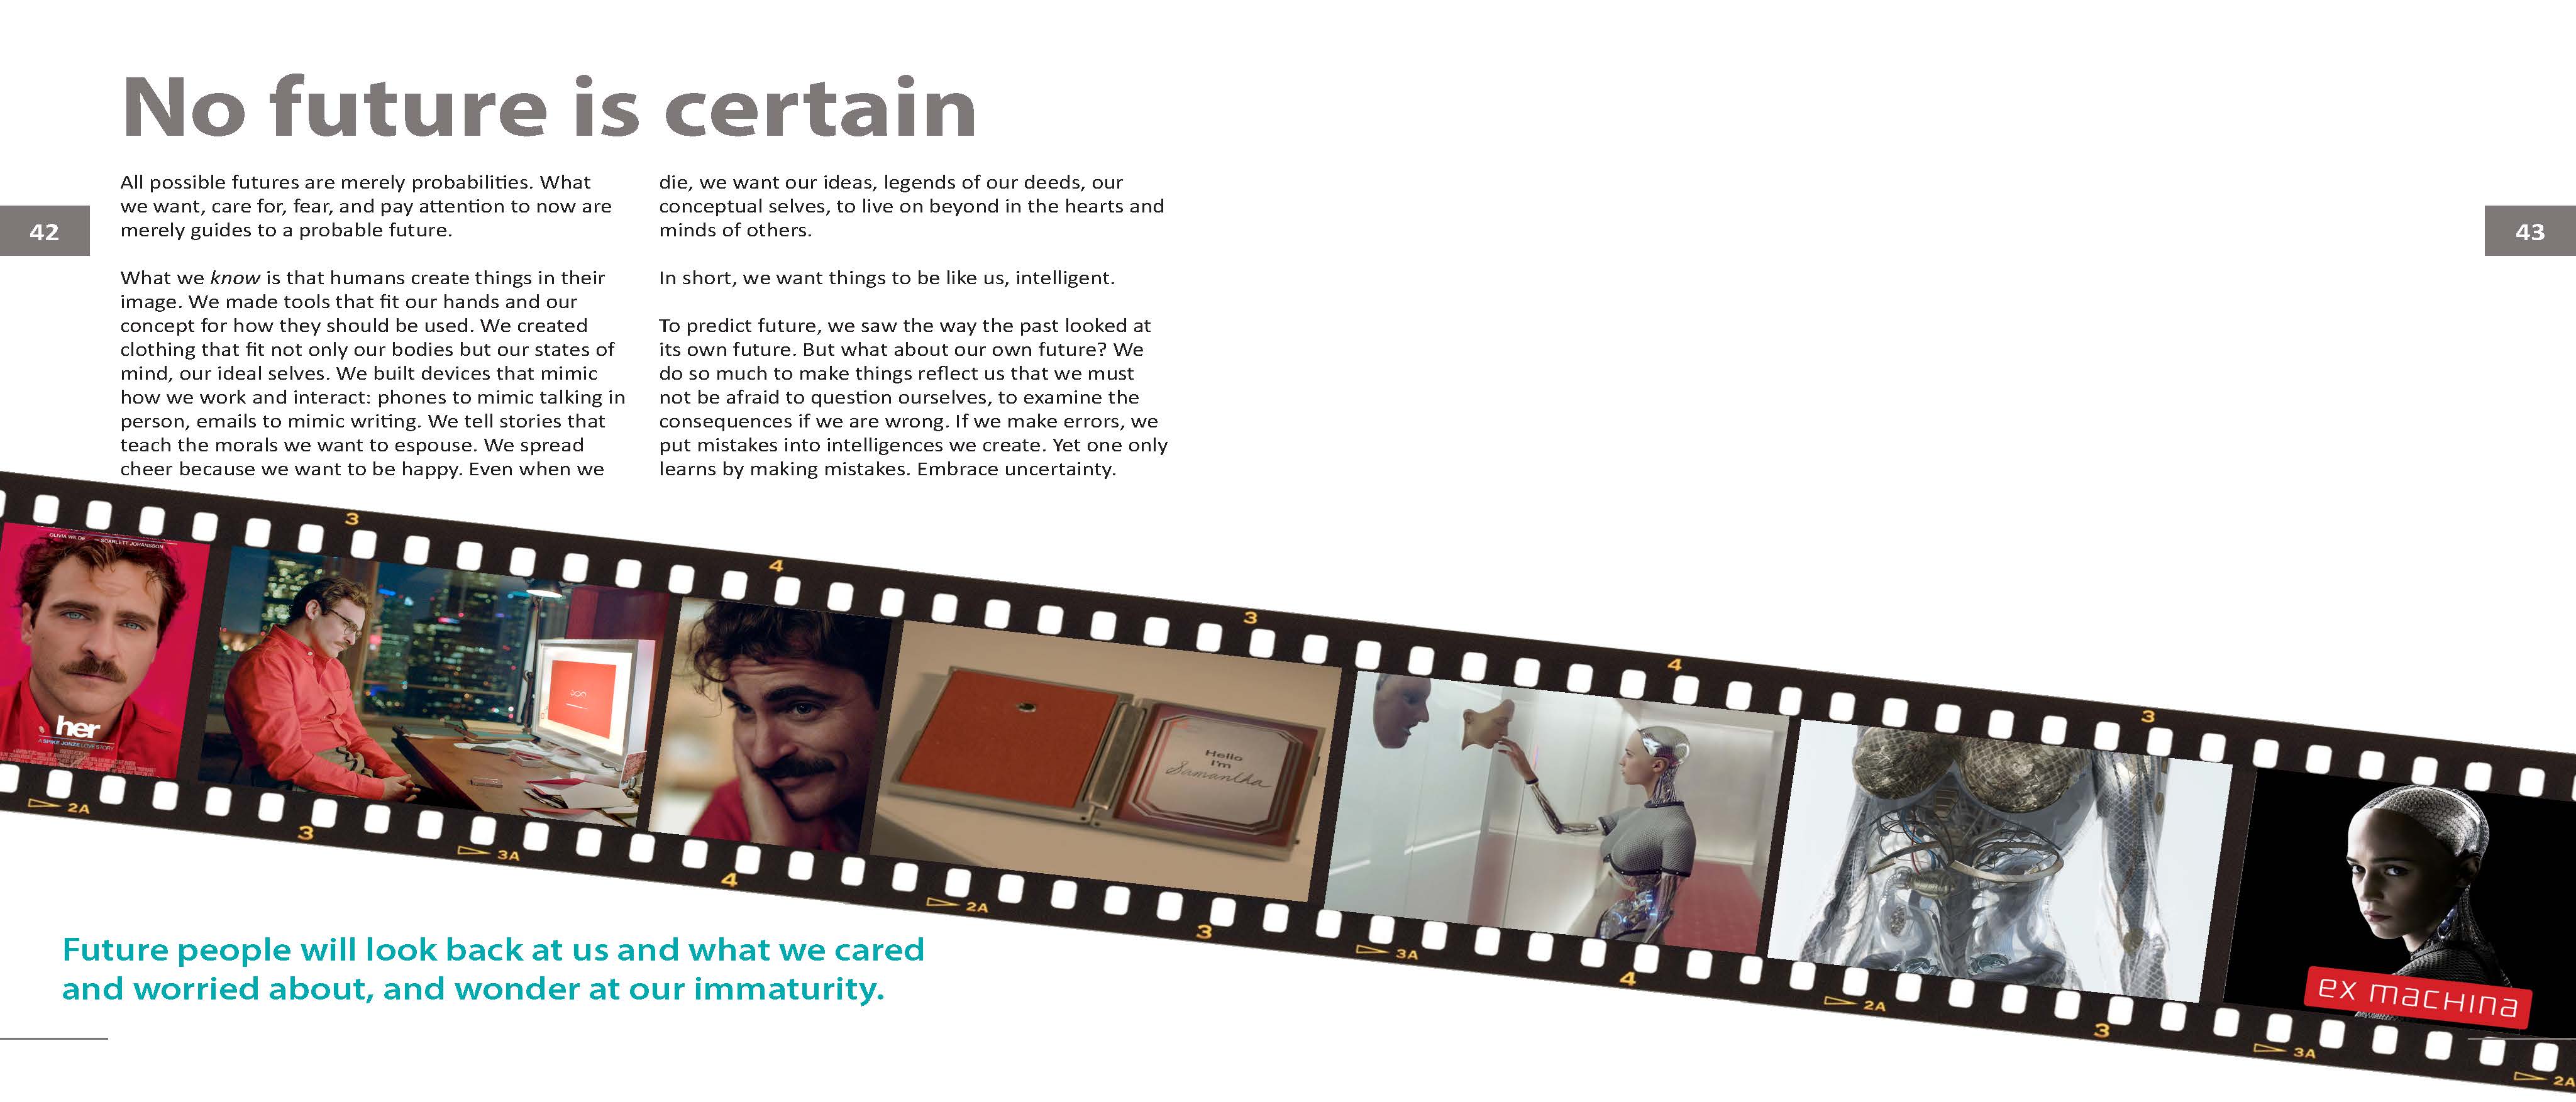 No future is certain
All possible futures are merely probabilities. What
we want, care for, fear, and pay attention to now are
merely guides to a probable future.
What we know is that humans create things in their
image. We made tools that fit our hands and our
concept for how they should be used. We created
clothing that fit not only our bodies but our states of
mind, our ideal selves. We built devices that mimic
how we work and interact: phones to mimic talking in
person, emails to mimic writing. We tell stories that
teach the morals we want to espouse. We spread
cheer because we want to be happy. Even when we
die, we want our ideas, legends of our deeds, our
conceptual selves, to live on beyond in the hearts and
minds of others.
In short, we want things to be like us, intelligent.
To predict future, we saw the way the past looked at
its own future. But what about our own future? We
do so much to make things reflect us that we must
not be afraid to question ourselves, to examine the
consequences if we are wrong. If we make errors, we
put mistakes into intelligences we create. Yet one only
learns by making mistakes. Embrace uncertainty.
42
43
3
4
3
4
3
OLIVIA WILDE SCARLETT JOHANSSON
her
A SPIKE JONZE LOVE STORY
Hello
I'm
Samantha
ex machina
2A
3
3A
4
2A
3
3A
4
2A
3
3A
2A
Future people will look back at us and what we cared
and worried about, and wonder at our immaturity.